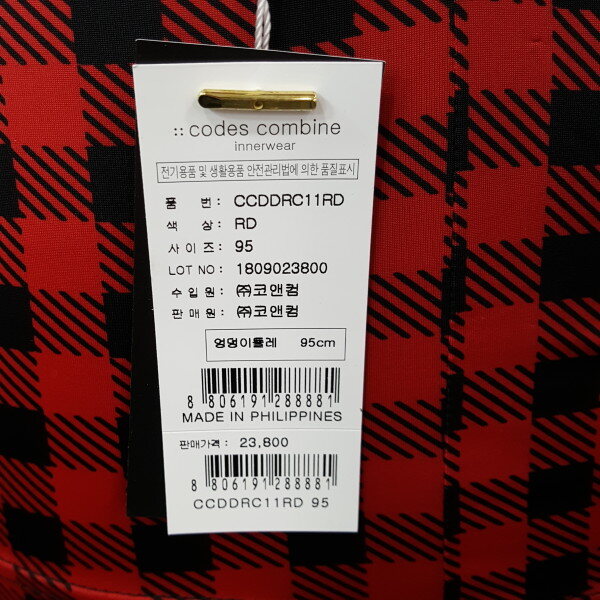 :: codes combine
innerwear
전기용품 및 생활용품 안전관리법에 의한 품질표시
품 번 : CCDDRC11RD
색 상 : RD
사 이 즈 : 95
LOT NO : 1809023800
수 입 원 : ㈜코앤컴
판 매 원 : ㈜코앤컴
엉덩이둘레 95cm
8 806191 288881
MADE IN PHILIPPINES
판매가격 : 23,800
8 806191 288881
CCDDRC11RD 95